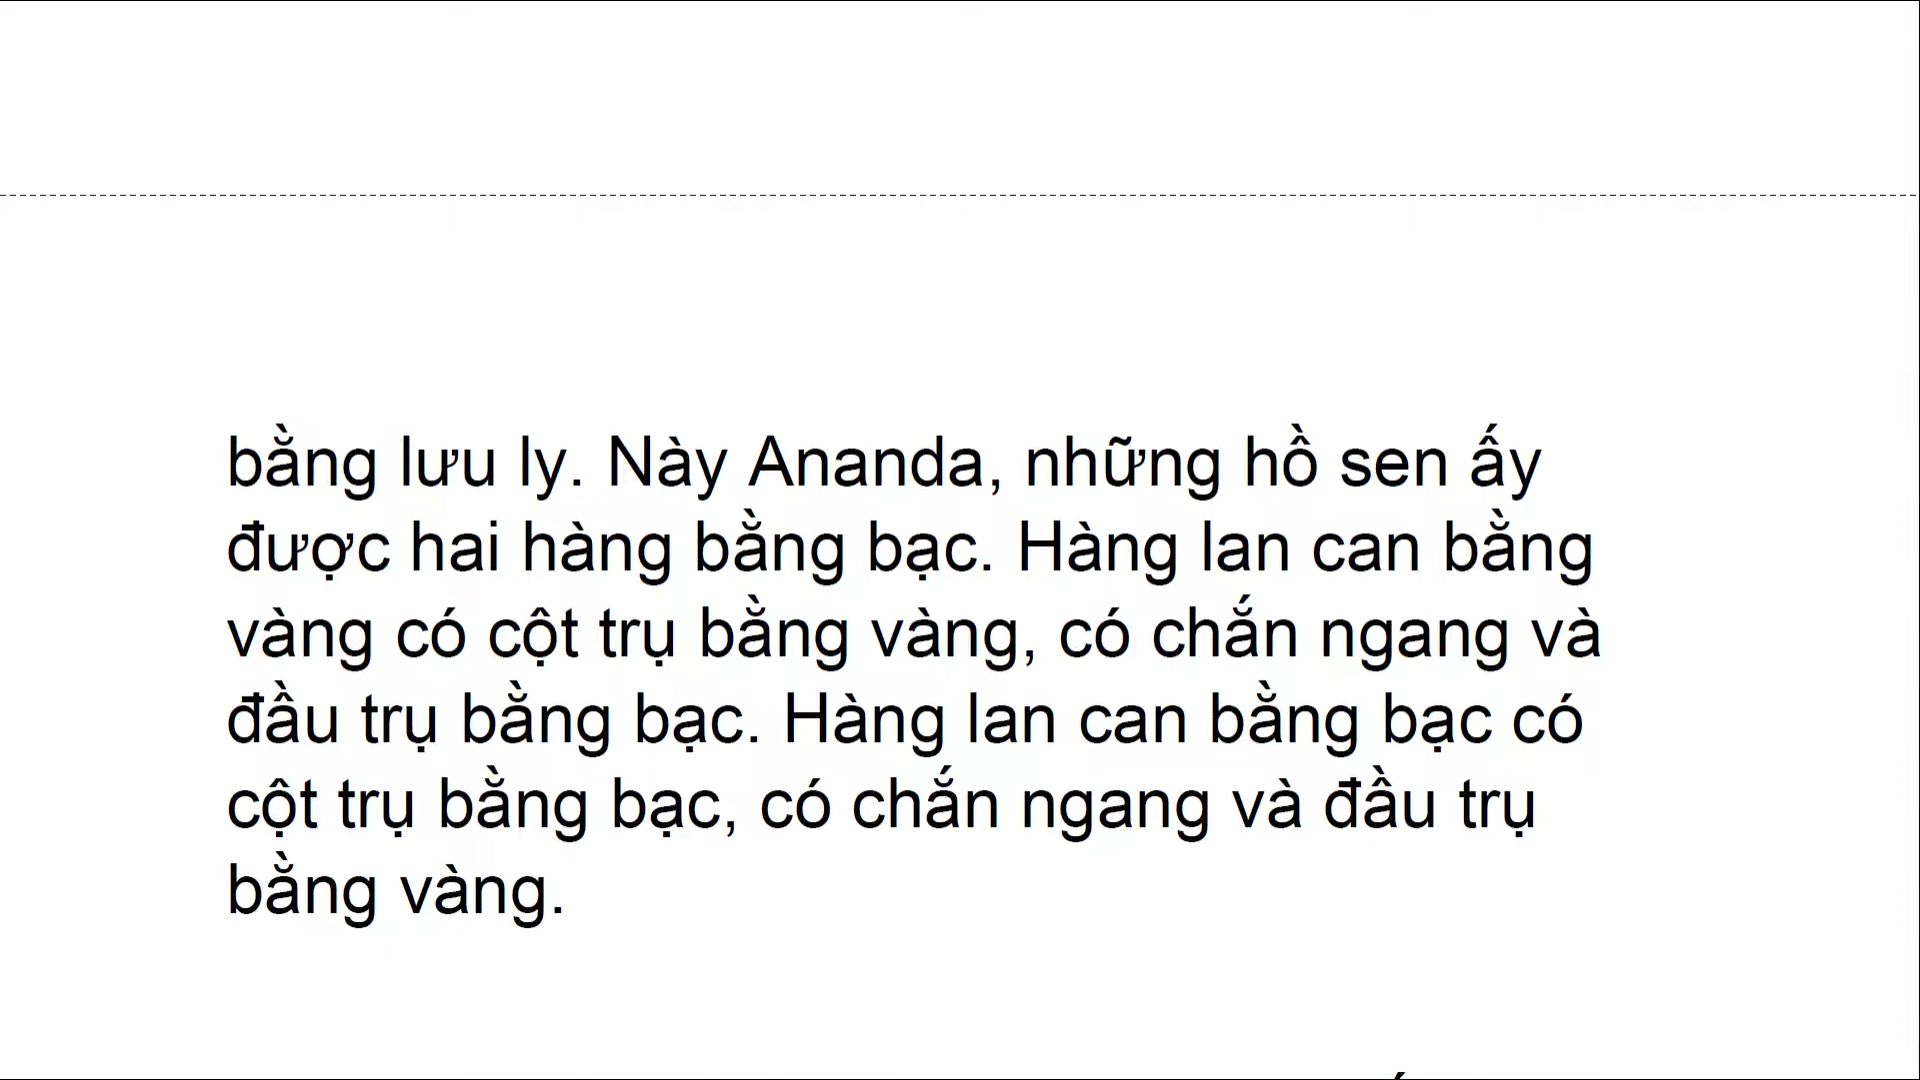 bằng lưu ly. Này Ananda, những hồ sen ấy
được hai hàng bằng bạc. Hàng lan can bằng
vàng có cột trụ bằng vàng, có chắn ngang và
đầu trụ bằng bạc. Hàng lan can bằng bạc có
cột trụ bằng bạc, có chắn ngang và đầu trụ
bằng vàng.